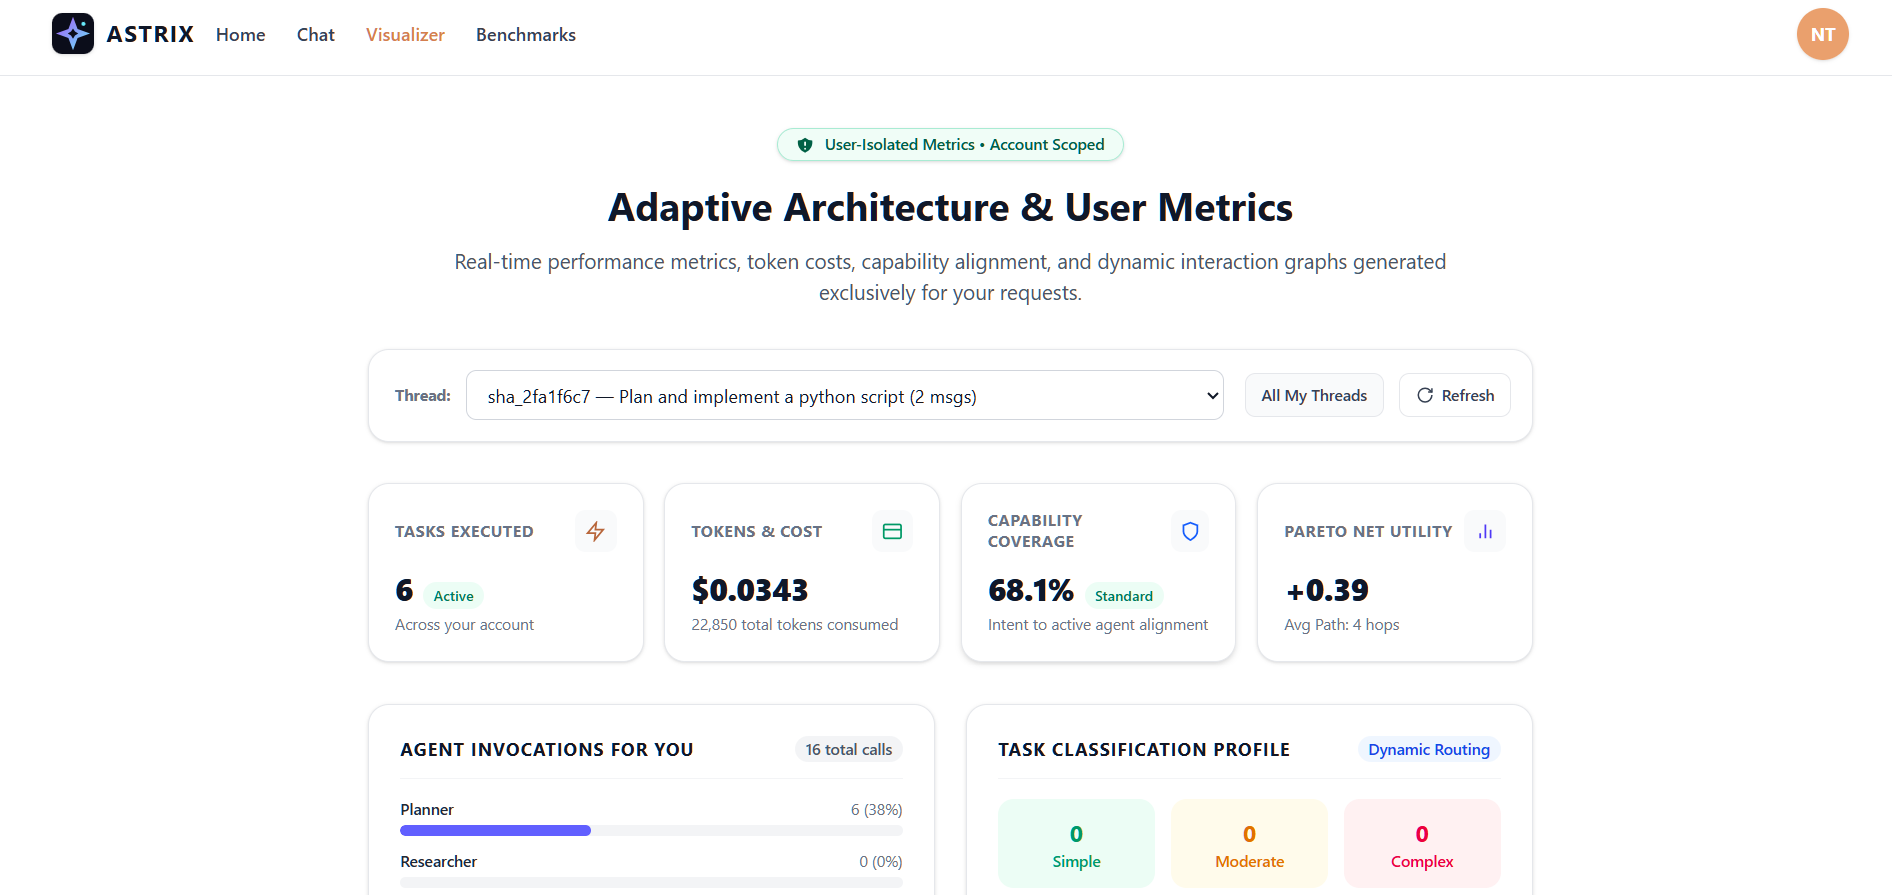 ASTRIX Home Chat Visualizer Benchmarks NT
User-Isolated Metrics • Account Scoped
Adaptive Architecture & User Metrics
Real-time performance metrics, token costs, capability alignment, and dynamic interaction graphs generated
exclusively for your requests.
Thread: sha_2fa1f6c7 — Plan and implement a python script (2 msgs) All My Threads Refresh
TASKS EXECUTED
6 Active
Across your account
TOKENS & COST
$0.0343
22,850 total tokens consumed
CAPABILITY
COVERAGE
68.1% Standard
Intent to active agent alignment
PARETO NET UTILITY
+0.39
Avg Path: 4 hops
AGENT INVOCATIONS FOR YOU 16 total calls
Planner 6 (38%)
Researcher 0 (0%)
TASK CLASSIFICATION PROFILE Dynamic Routing
0
Simple
0
Moderate
0
Complex